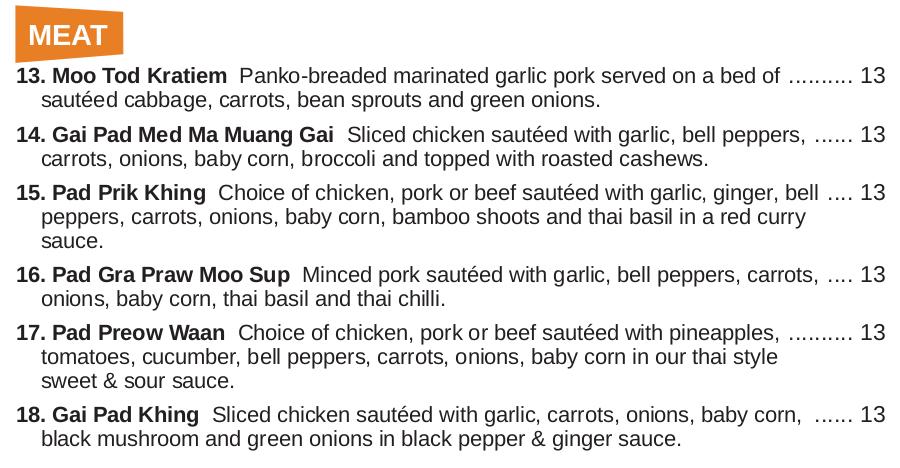 MEAT
13. Moo Tod Kratiem Panko-breaded marinated garlic pork served on a bed of .......... 13
sautéed cabbage, carrots, bean sprouts and green onions.
14. Gai Pad Med Ma Muang Gai Sliced chicken sautéed with garlic, bell peppers, ...... 13
carrots, onions, baby corn, broccoli and topped with roasted cashews.
15. Pad Prik Khing Choice of chicken, pork or beef sautéed with garlic, ginger, bell .... 13
peppers, carrots, onions, baby corn, bamboo shoots and thai basil in a red curry
sauce.
16. Pad Gra Praw Moo Sup Minced pork sautéed with garlic, bell peppers, carrots, .... 13
onions, baby corn, thai basil and thai chilli.
17. Pad Preow Waan Choice of chicken, pork or beef sautéed with pineapples, .......... 13
tomatoes, cucumber, bell peppers, carrots, onions, baby corn in our thai style
sweet & sour sauce.
18. Gai Pad Khing Sliced chicken sautéed with garlic, carrots, onions, baby corn, ...... 13
black mushroom and green onions in black pepper & ginger sauce.